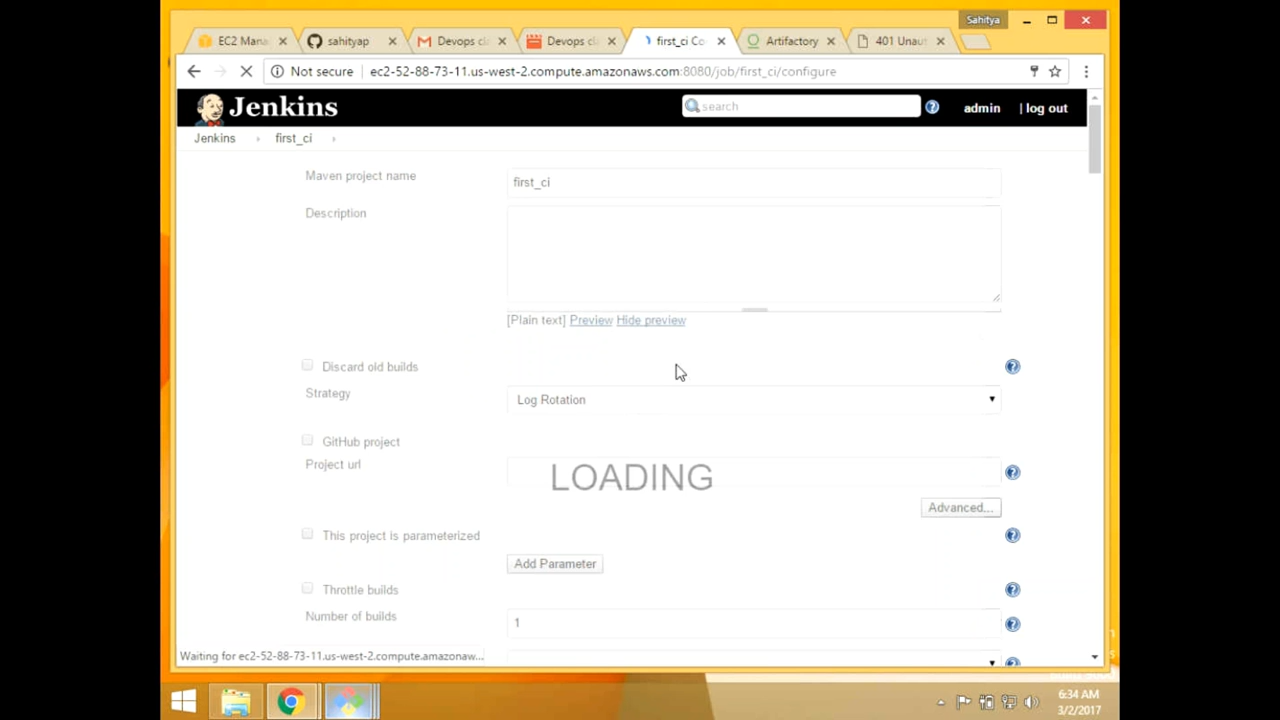 Sahitya
EC2 Mana
sahityap
Devops cl
Devops cl
first_ci Co
Artifactory
401 Unau
Not secure
ec2-52-88-73-11.us-west-2.compute.amazonaws.com:8080/job/first_ci/configure
Jenkins
search
admin
| log out
Jenkins
first_ci
Maven project name
first_ci
Description
[Plain text] Preview Hide preview
Discard old builds
Strategy
Log Rotation
GitHub project
Project url
LOADING
Advanced...
This project is parameterized
Add Parameter
Throttle builds
Number of builds
1
Waiting for ec2-52-88-73-11.us-west-2.compute.amazonaw...
6:34 AM
3/2/2017